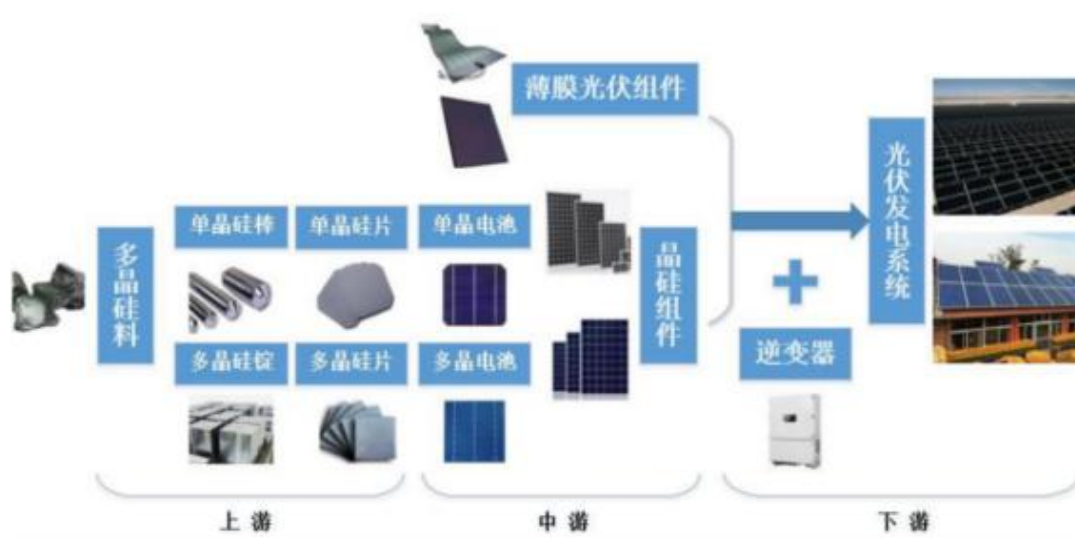 薄膜光伏组件
多晶硅料
单晶硅棒
单晶硅片
单晶电池
多晶硅锭
多晶硅片
多晶电池
晶硅组件
逆变器
光伏发电系统
上游
中游
下游